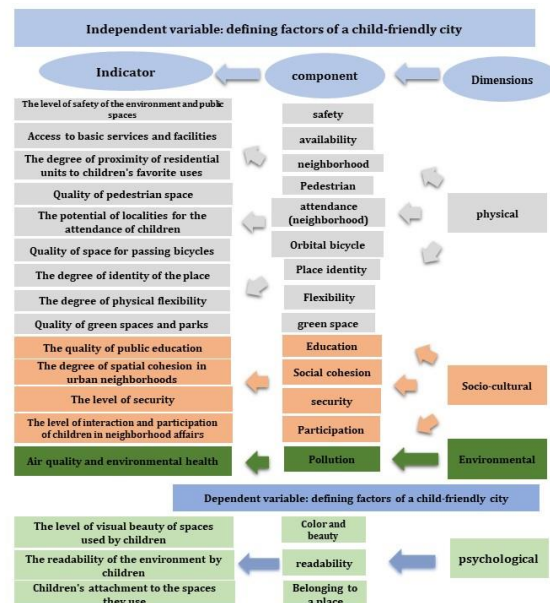 Independent variable: defining factors of a child-friendly city
Indicator
component
Dimensions
The level of safety of the environment and public
spaces
safety
Access to basic services and facilities
availability
The degree of proximity of residential
units to children's favorite uses
neighborhood
Quality of pedestrian space
Pedestrian
The potential of localities for the
attendance of children
attendance
(neighborhood)
physical
Quality of space for passing bicycles
Orbital bicycle
The degree of identity of the place
Place identity
The degree of physical flexibility
Flexibility
Quality of green spaces and parks
green space
The quality of public education
Education
The degree of spatial cohesion in
urban neighborhoods
Social cohesion
Socio-cultural
The level of security
security
The level of interaction and participation
of children in neighborhood affairs
Participation
Air quality and environmental health
Pollution
Environmental
Dependent variable: defining factors of a child-friendly city
The level of visual beauty of spaces
used by children
Color and
beauty
The readability of the environment by
children
readability
psychological
Children's attachment to the spaces
they use
Belonging to
a place